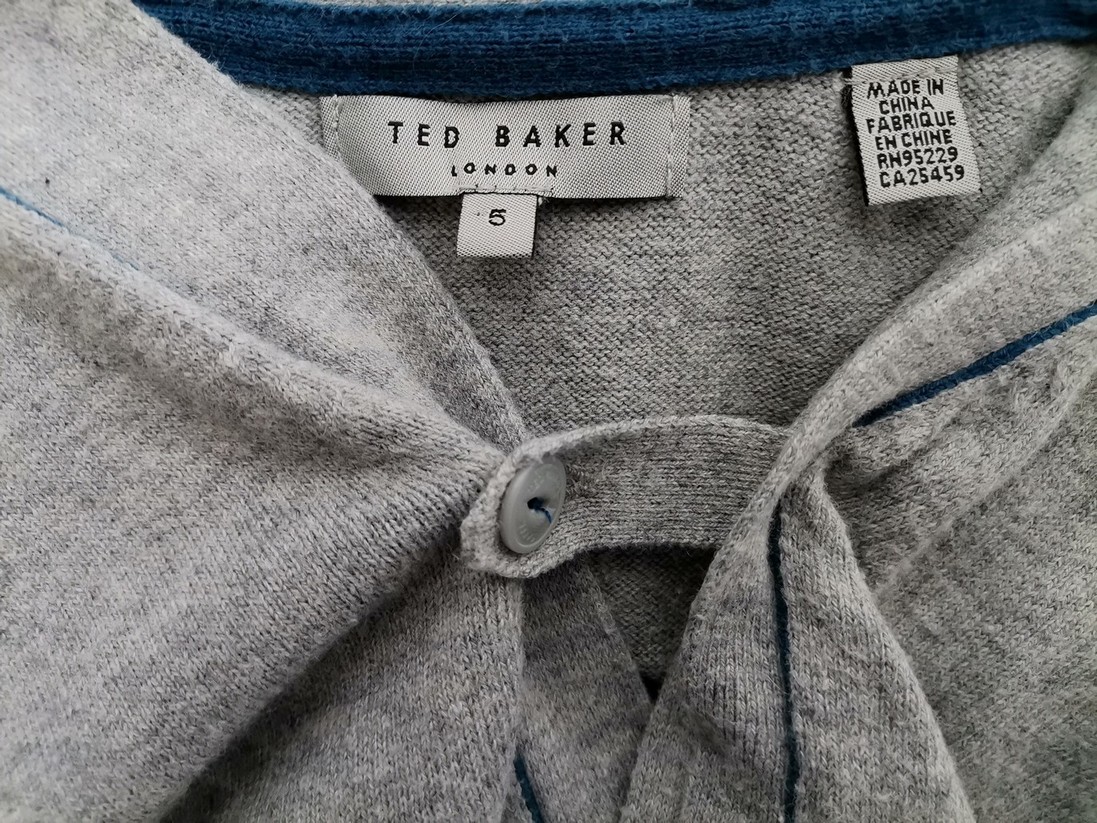 TED BAKER
LONDON
5
MADE IN
CHINA
FABRIQUE
EN CHINE
RN95229
CA25459